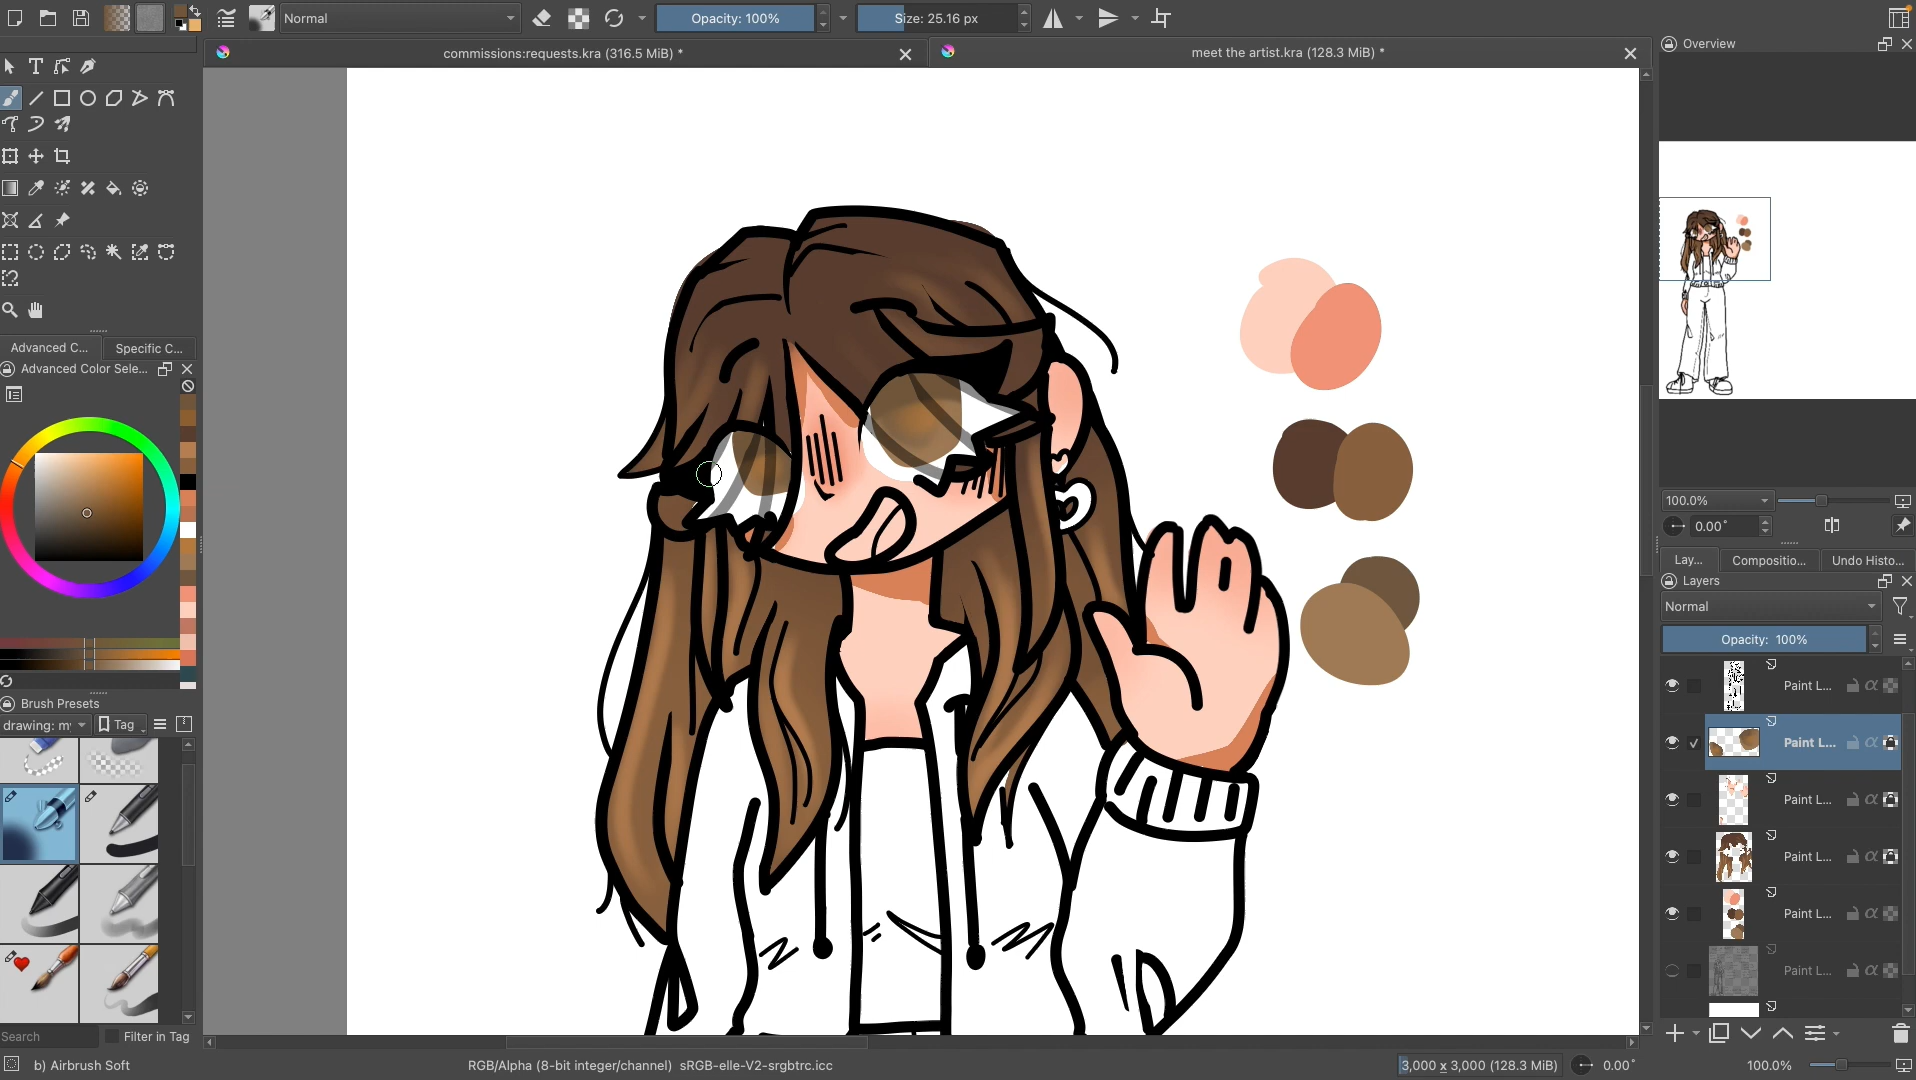 Normal
Opacity: 100%
Size: 25.16 px
commissions:requests.kra (316.5 MiB) *
meet the artist.kra (128.3 MiB) *
Overview
Advanced C...
Specific C...
Advanced Color Sele...
Brush Presets
drawing: my
Tag
Search
Filter in Tag
b) Airbrush Soft
RGB/Alpha (8-bit integer/channel) sRGB-elle-V2-srgbtrc.icc
3,000 x 3,000 (128.3 MiB)
0.00°
100.0%
100.0%
0.00°
Lay...
Compositio...
Undo Histo...
Layers
Normal
Opacity: 100%
Paint L...
Paint L...
Paint L...
Paint L...
Paint L...
Paint L...